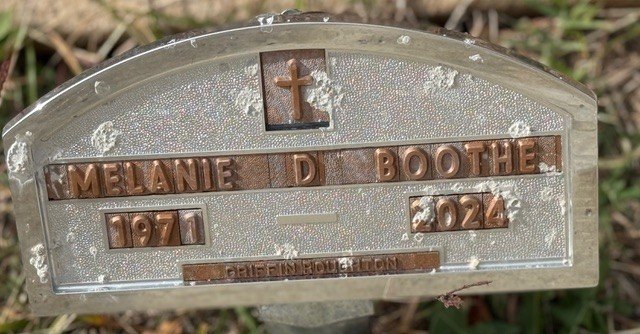 MELANIE D BOOTHE
1971 2024
GRIFFIN HOUGHTON